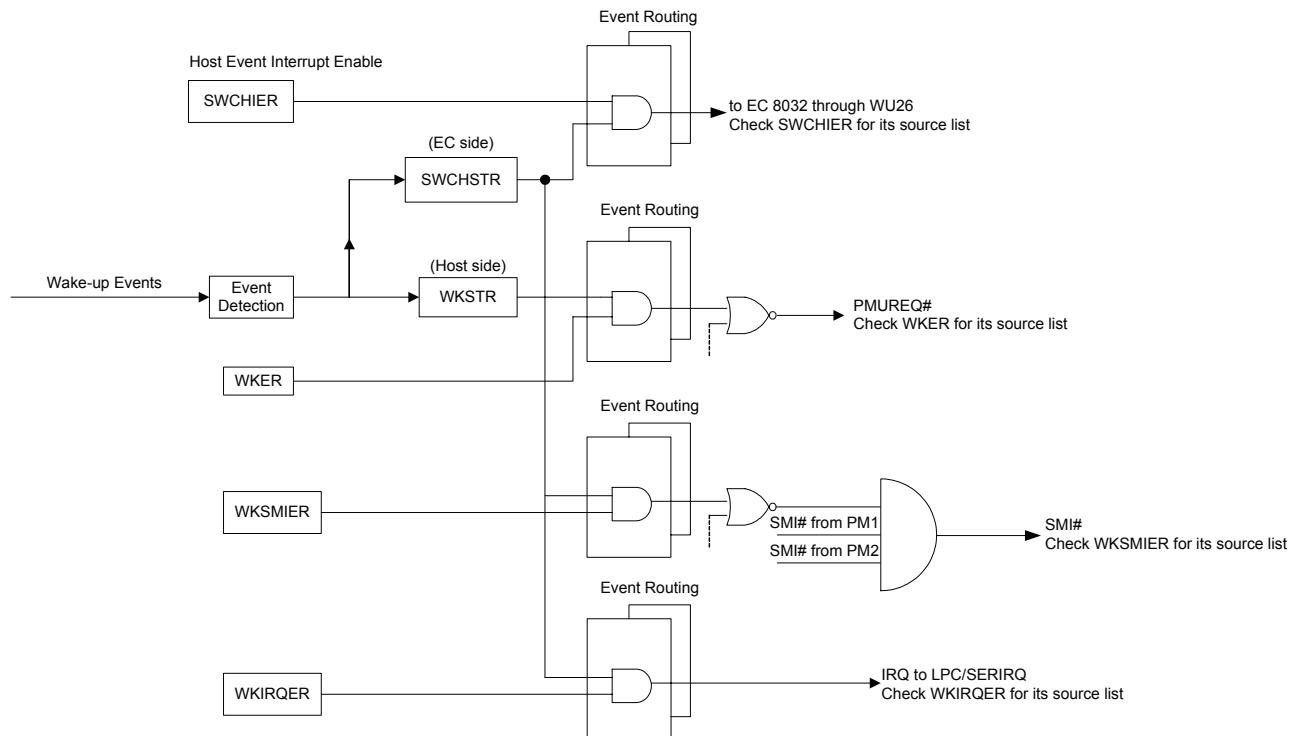 Event Routing
Host Event Interrupt Enable
SWCHIER
to EC 8032 through WU26
Check SWCHIER for its source list
(EC side)
SWCHSTR
Event Routing
Wake-up Events
Event
Detection
(Host side)
WKSTR
PMUREQ#
Check WKER for its source list
WKER
Event Routing
WKSMIER
SMI# from PM1
SMI# from PM2
SMI#
Check WKSMIER for its source list
Event Routing
WKIRQER
IRQ to LPC/SERIRQ
Check WKIRQER for its source list